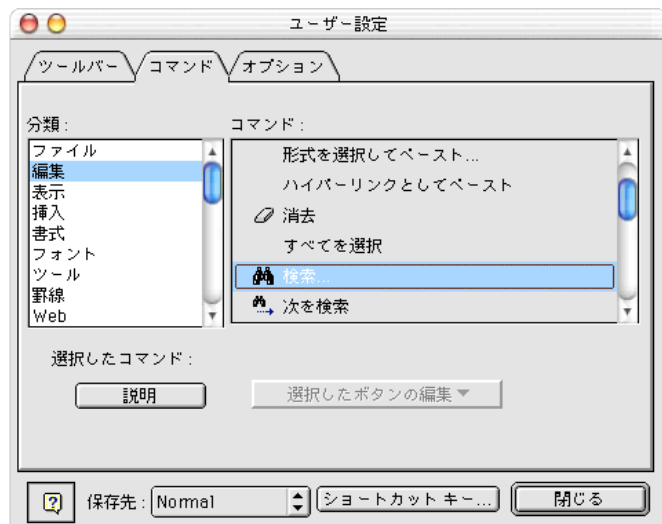 ユーザー設定
ツールバー
コマンド
オプション
分類:
ファイル
編集
表示
挿入
書式
フォント
ツール
罫線
Web
コマンド:
形式を選択してペースト...
ハイパーリンクとしてペースト
消去
すべてを選択
検索...
次を検索
選択したコマンド:
説明
選択したボタンの編集▼
保存先: Normal
ショートカット キー...
閉じる